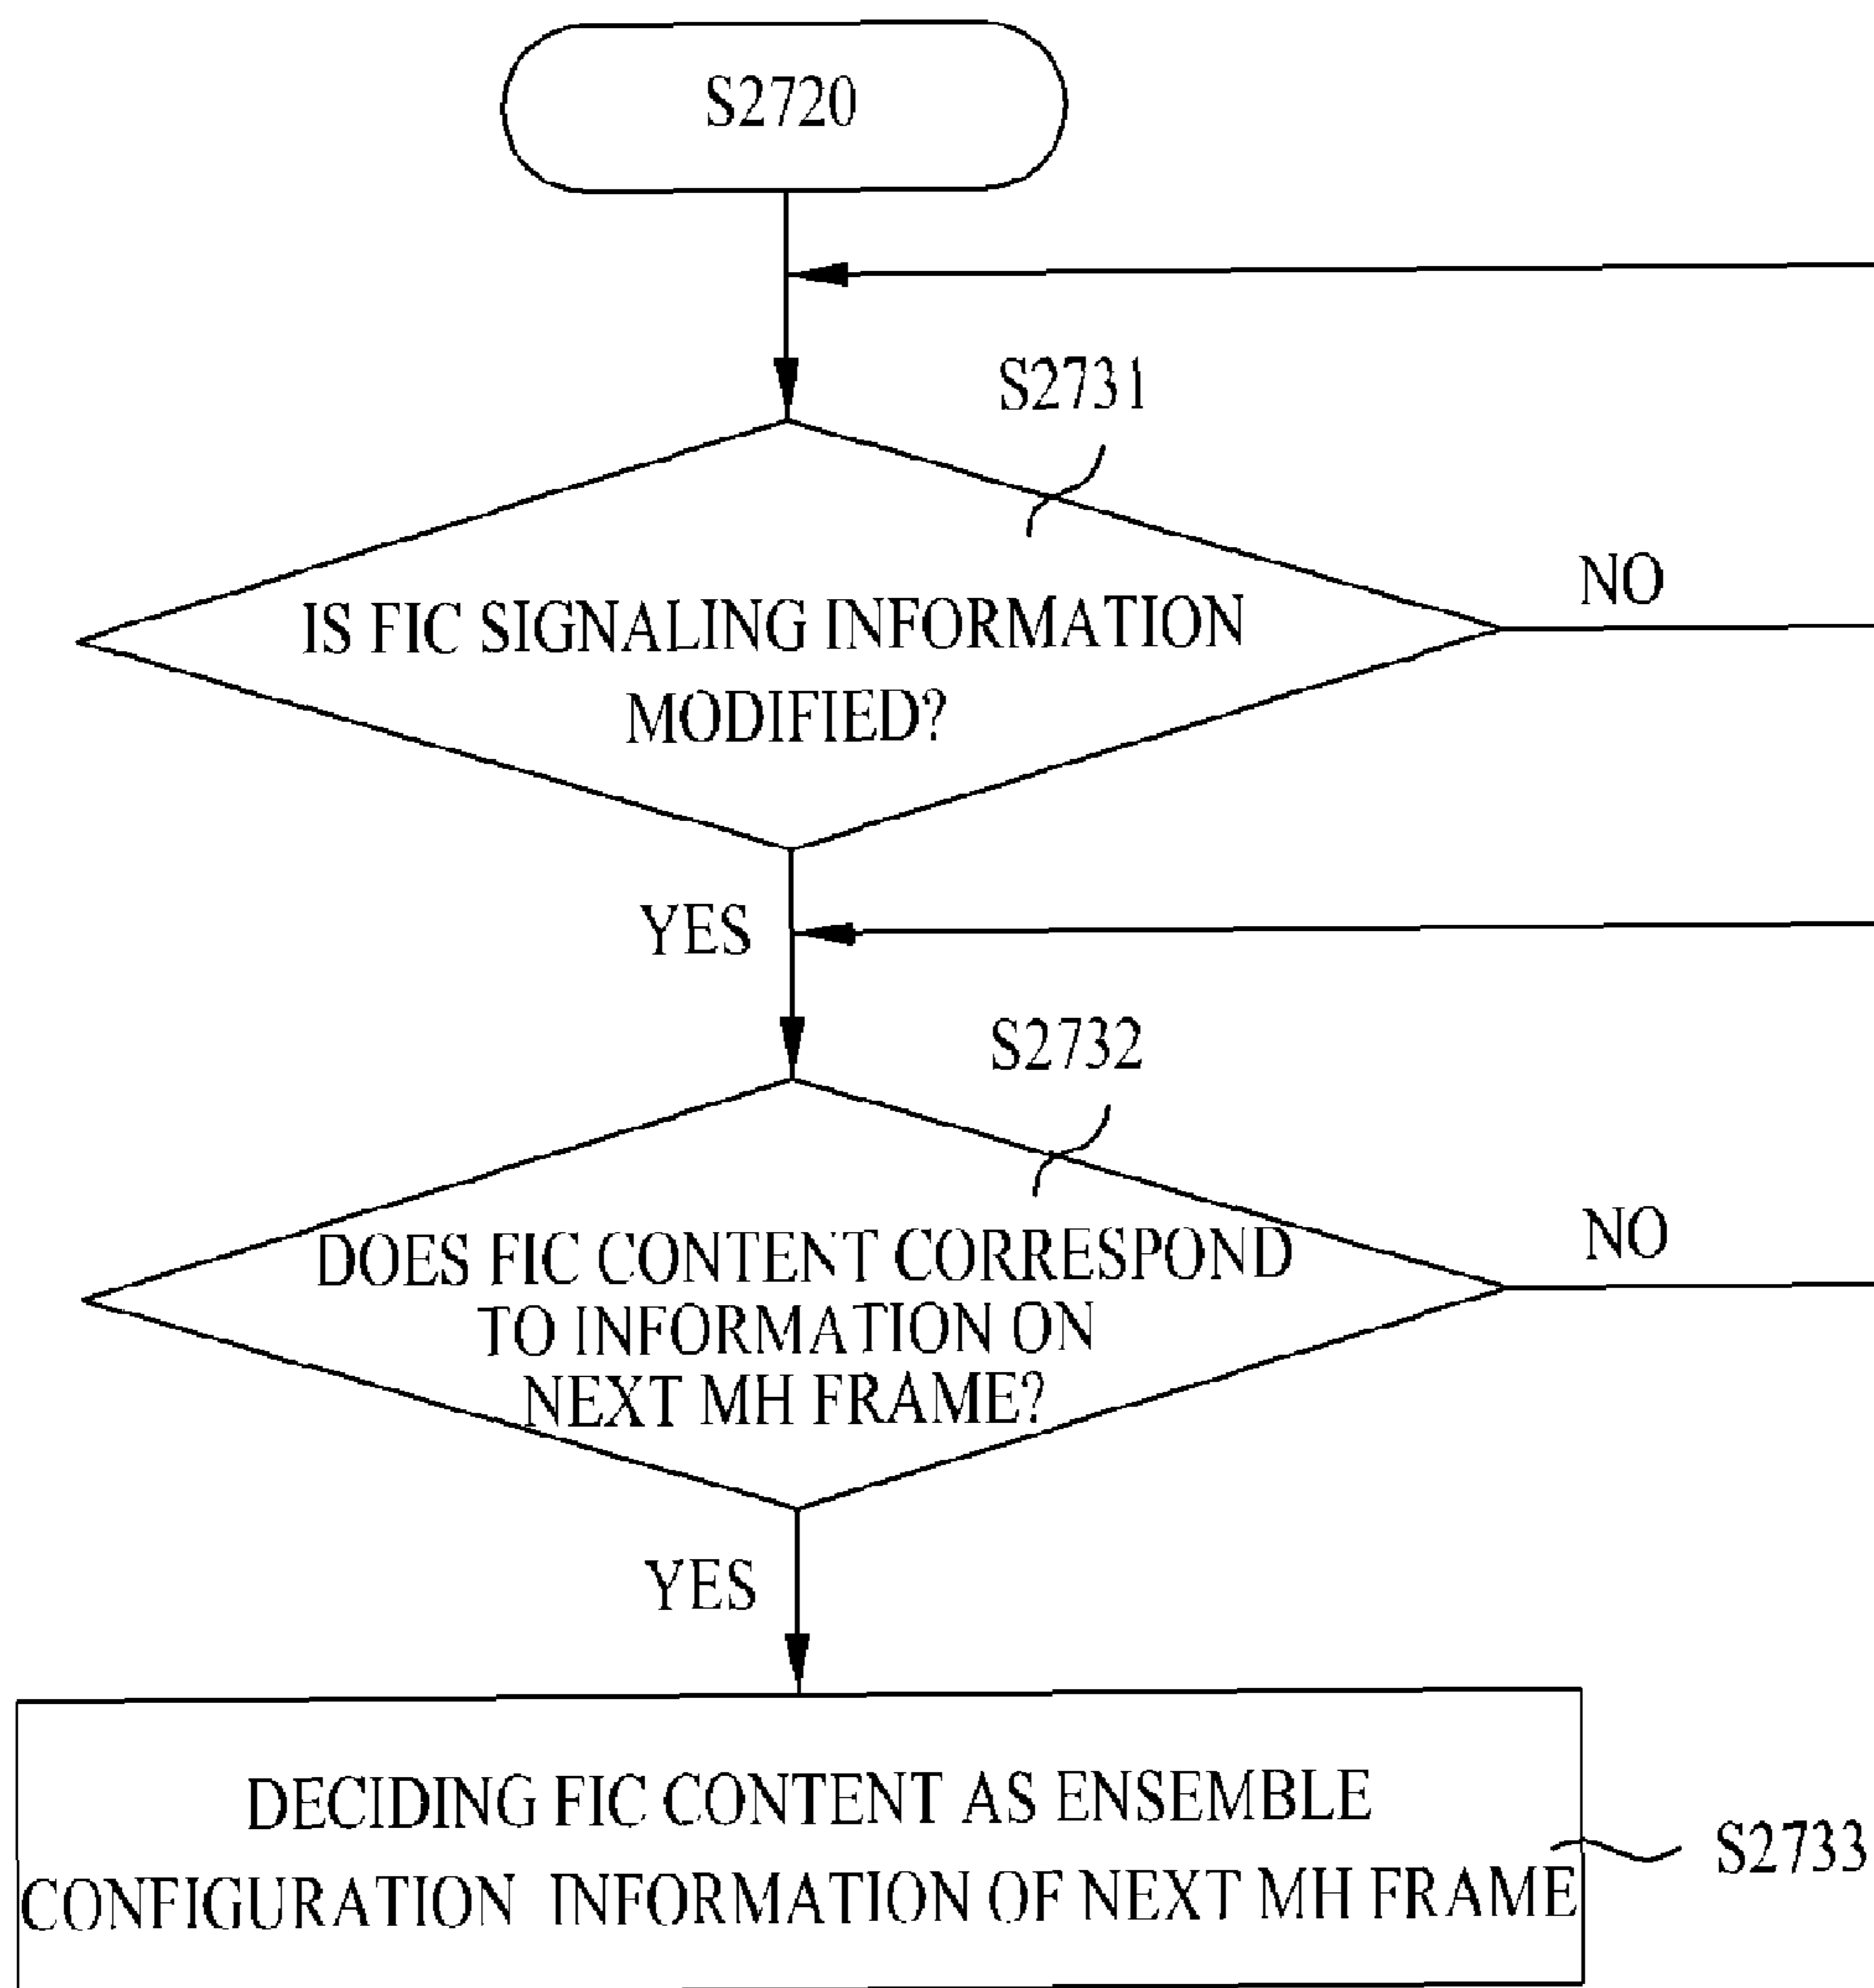 S2720
S2731
IS FIC SIGNALING INFORMATION
MODIFIED?
NO
YES
S2732
DOES FIC CONTENT CORRESPOND
TO INFORMATION ON
NEXT MH FRAME?
NO
YES
DECIDING FIC CONTENT AS ENSEMBLE
CONFIGURATION INFORMATION OF NEXT MH FRAME
S2733